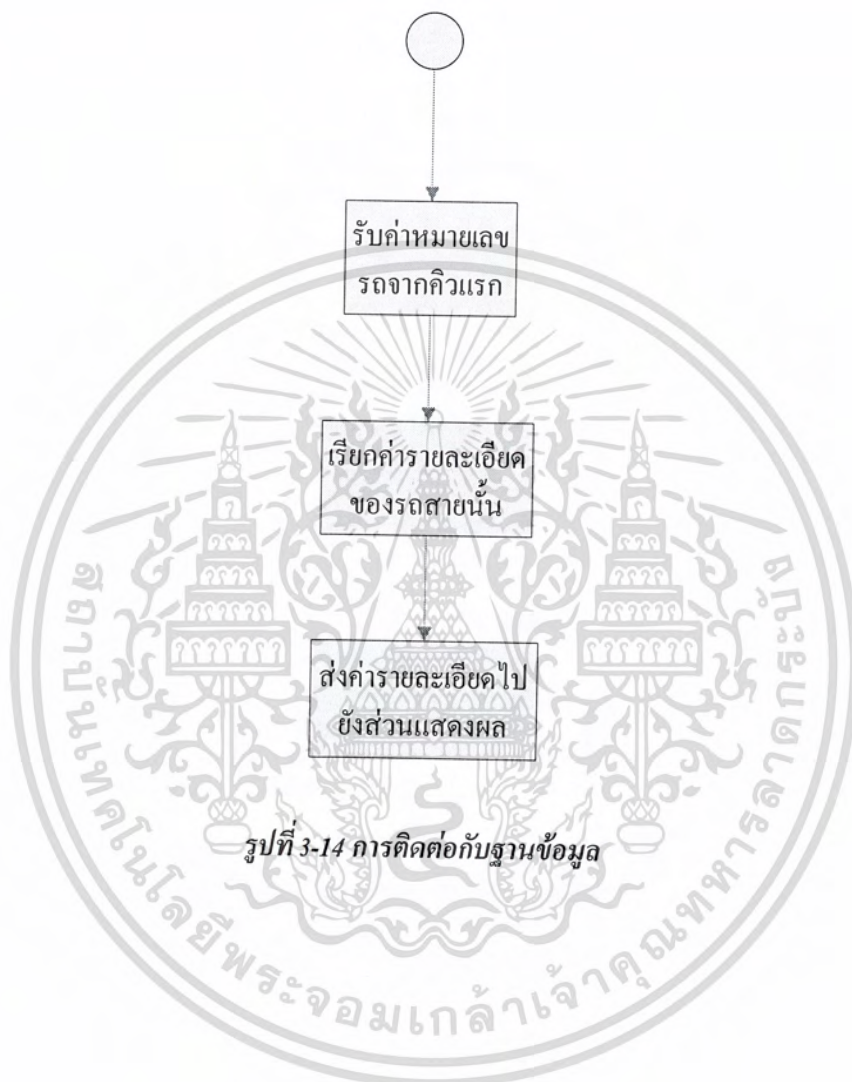 รับค่าหมายเลข
รถจากคิวแรก
เรียกค่ารายละเอียด
ของรถสายนั้น
ส่งค่ารายละเอียดไป
ยังส่วนแสดงผล
รูปที่ 3-14 การติดต่อกับฐานข้อมูล
สถาบันเทคโนโลยีพระจอมเกล้าเจ้าคุณทหารลาดกระบัง